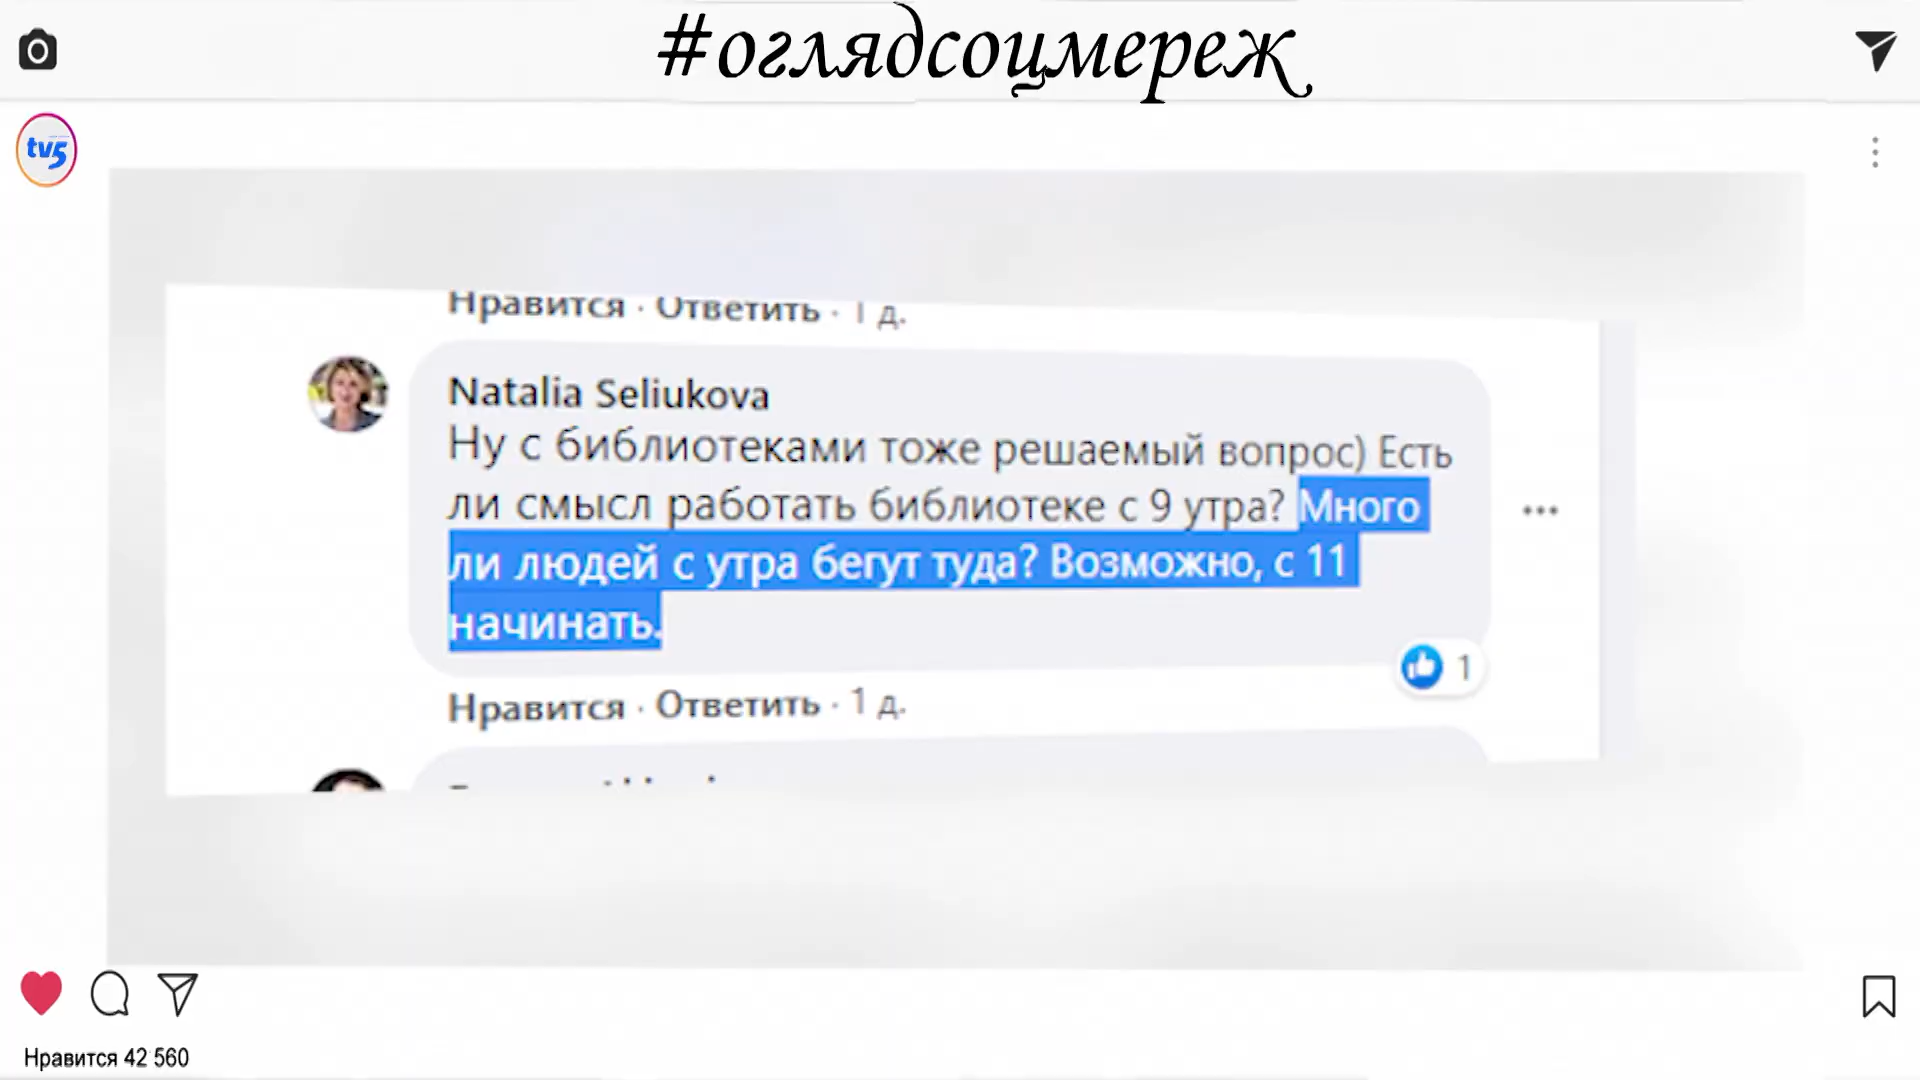 #оглядсоцмереж
tv5
Нравится · Ответить · 1 д.
Natalia Seliukova
Ну с библиотеками тоже решаемый вопрос) Есть
ли смысл работать библиотеке с 9 утра? Много
ли людей с утра бегут туда? Возможно, с 11
начинать.
1
Нравится · Ответить · 1 д.
Нравится 42 560